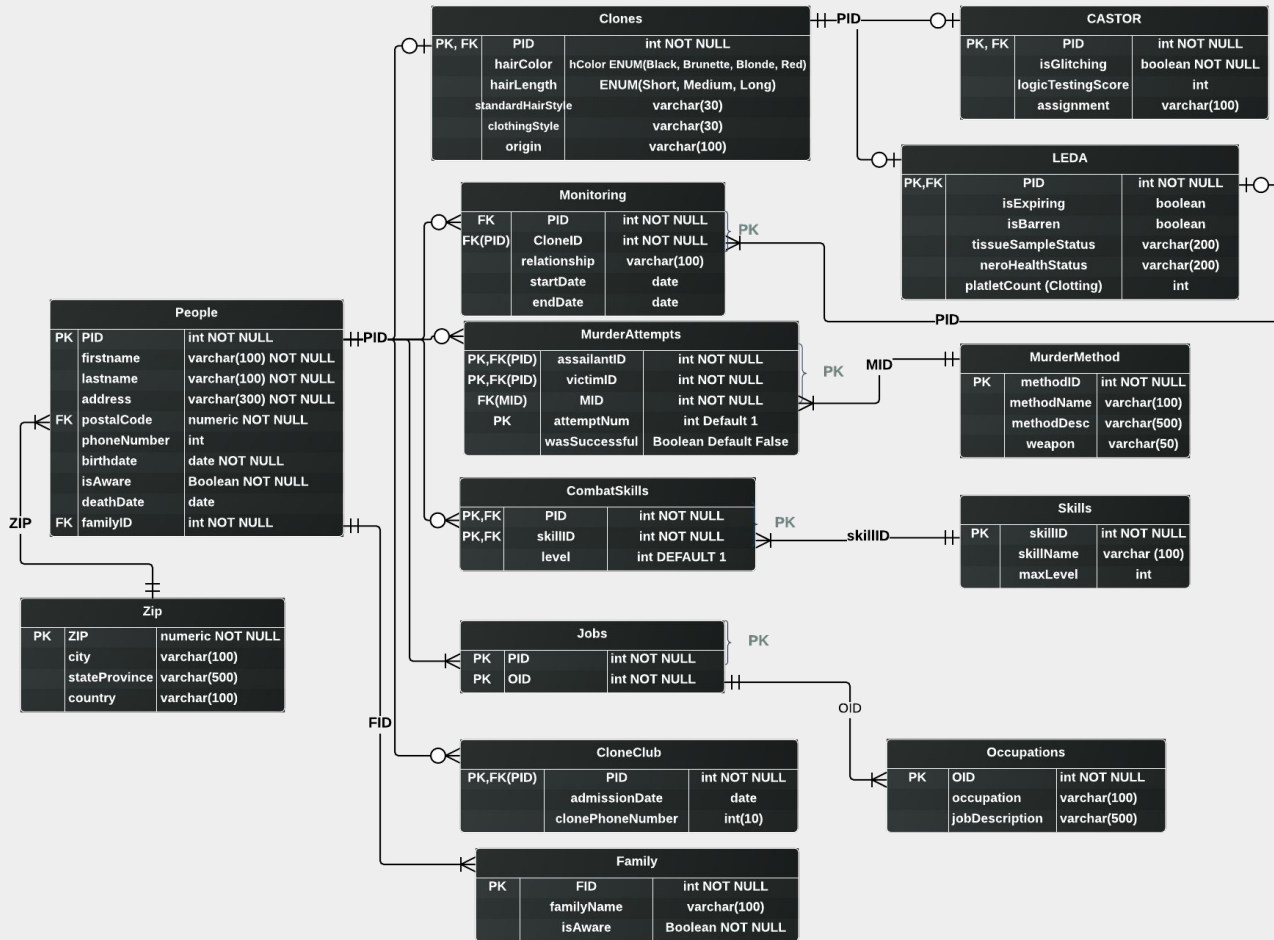 Clones
PK, FK PID int NOT NULL
hairColor hColor ENUM(Black, Brunette, Blonde, Red)
hairLength ENUM(Short, Medium, Long)
standardHairStyle varchar(30)
clothingStyle varchar(30)
origin varchar(100)
PID
CASTOR
PK, FK PID int NOT NULL
isGlitching boolean NOT NULL
logicTestingScore int
assignment varchar(100)
LEDA
PK,FK PID int NOT NULL
isExpiring boolean
isBarren boolean
tissueSampleStatus varchar(200)
neroHealthStatus varchar(200)
platletCount (Clotting) int
Monitoring
FK PID int NOT NULL
FK(PID) CloneID int NOT NULL
relationship varchar(100)
startDate date
endDate date
PK
PID
People
PK PID int NOT NULL
firstname varchar(100) NOT NULL
lastname varchar(100) NOT NULL
address varchar(300) NOT NULL
FK postalCode numeric NOT NULL
phoneNumber int
birthdate date NOT NULL
isAware Boolean NOT NULL
deathDate date
FK familyID int NOT NULL
PID
MurderAttempts
PK,FK(PID) assailantID int NOT NULL
PK,FK(PID) victimID int NOT NULL
FK(MID) MID int NOT NULL
PK attemptNum int Default 1
wasSuccessful Boolean Default False
PK
MID
MurderMethod
PK methodID int NOT NULL
methodName varchar(100)
methodDesc varchar(500)
weapon varchar(50)
CombatSkills
PK,FK PID int NOT NULL
PK,FK skillID int NOT NULL
level int DEFAULT 1
PK
skillID
Skills
PK skillID int NOT NULL
skillName varchar (100)
maxLevel int
ZIP
Zip
PK ZIP numeric NOT NULL
city varchar(100)
stateProvince varchar(500)
country varchar(100)
Jobs
PK PID int NOT NULL
PK OID int NOT NULL
PK
OID
FID
CloneClub
PK,FK(PID) PID int NOT NULL
admissionDate date
clonePhoneNumber int(10)
Occupations
PK OID int NOT NULL
occupation varchar(100)
jobDescription varchar(500)
Family
PK FID int NOT NULL
familyName varchar(100)
isAware Boolean NOT NULL